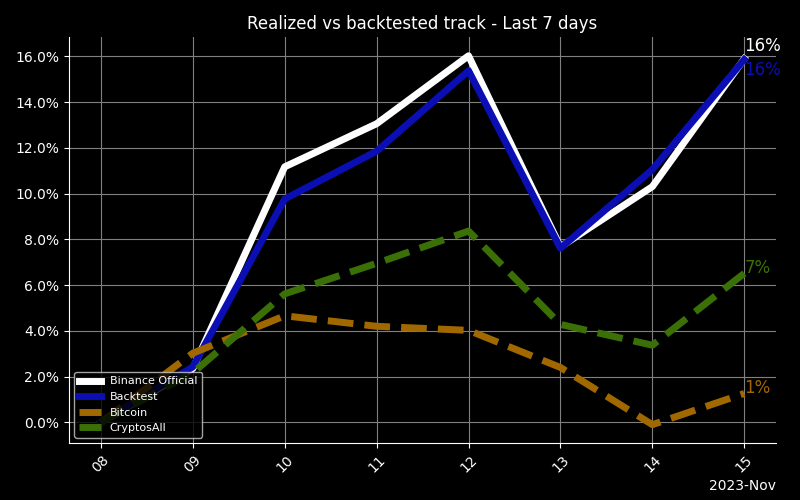 Realized vs backtested track - Last 7 days
16.0%
14.0%
12.0%
10.0%
8.0%
6.0%
4.0%
2.0%
0.0%
16%
16%
7%
1%
Binance Official
Backtest
Bitcoin
CryptosAll
08 09 10 11 12 13 14 15
2023-Nov